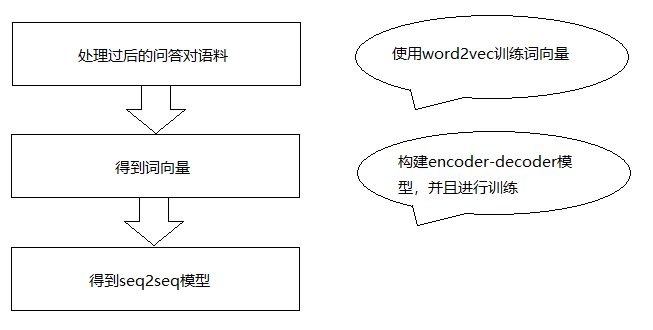 处理过后的问答对语料
使用word2vec训练词向量
得到词向量
构建encoder-decoder模
型，并且进行训练
得到seq2seq模型